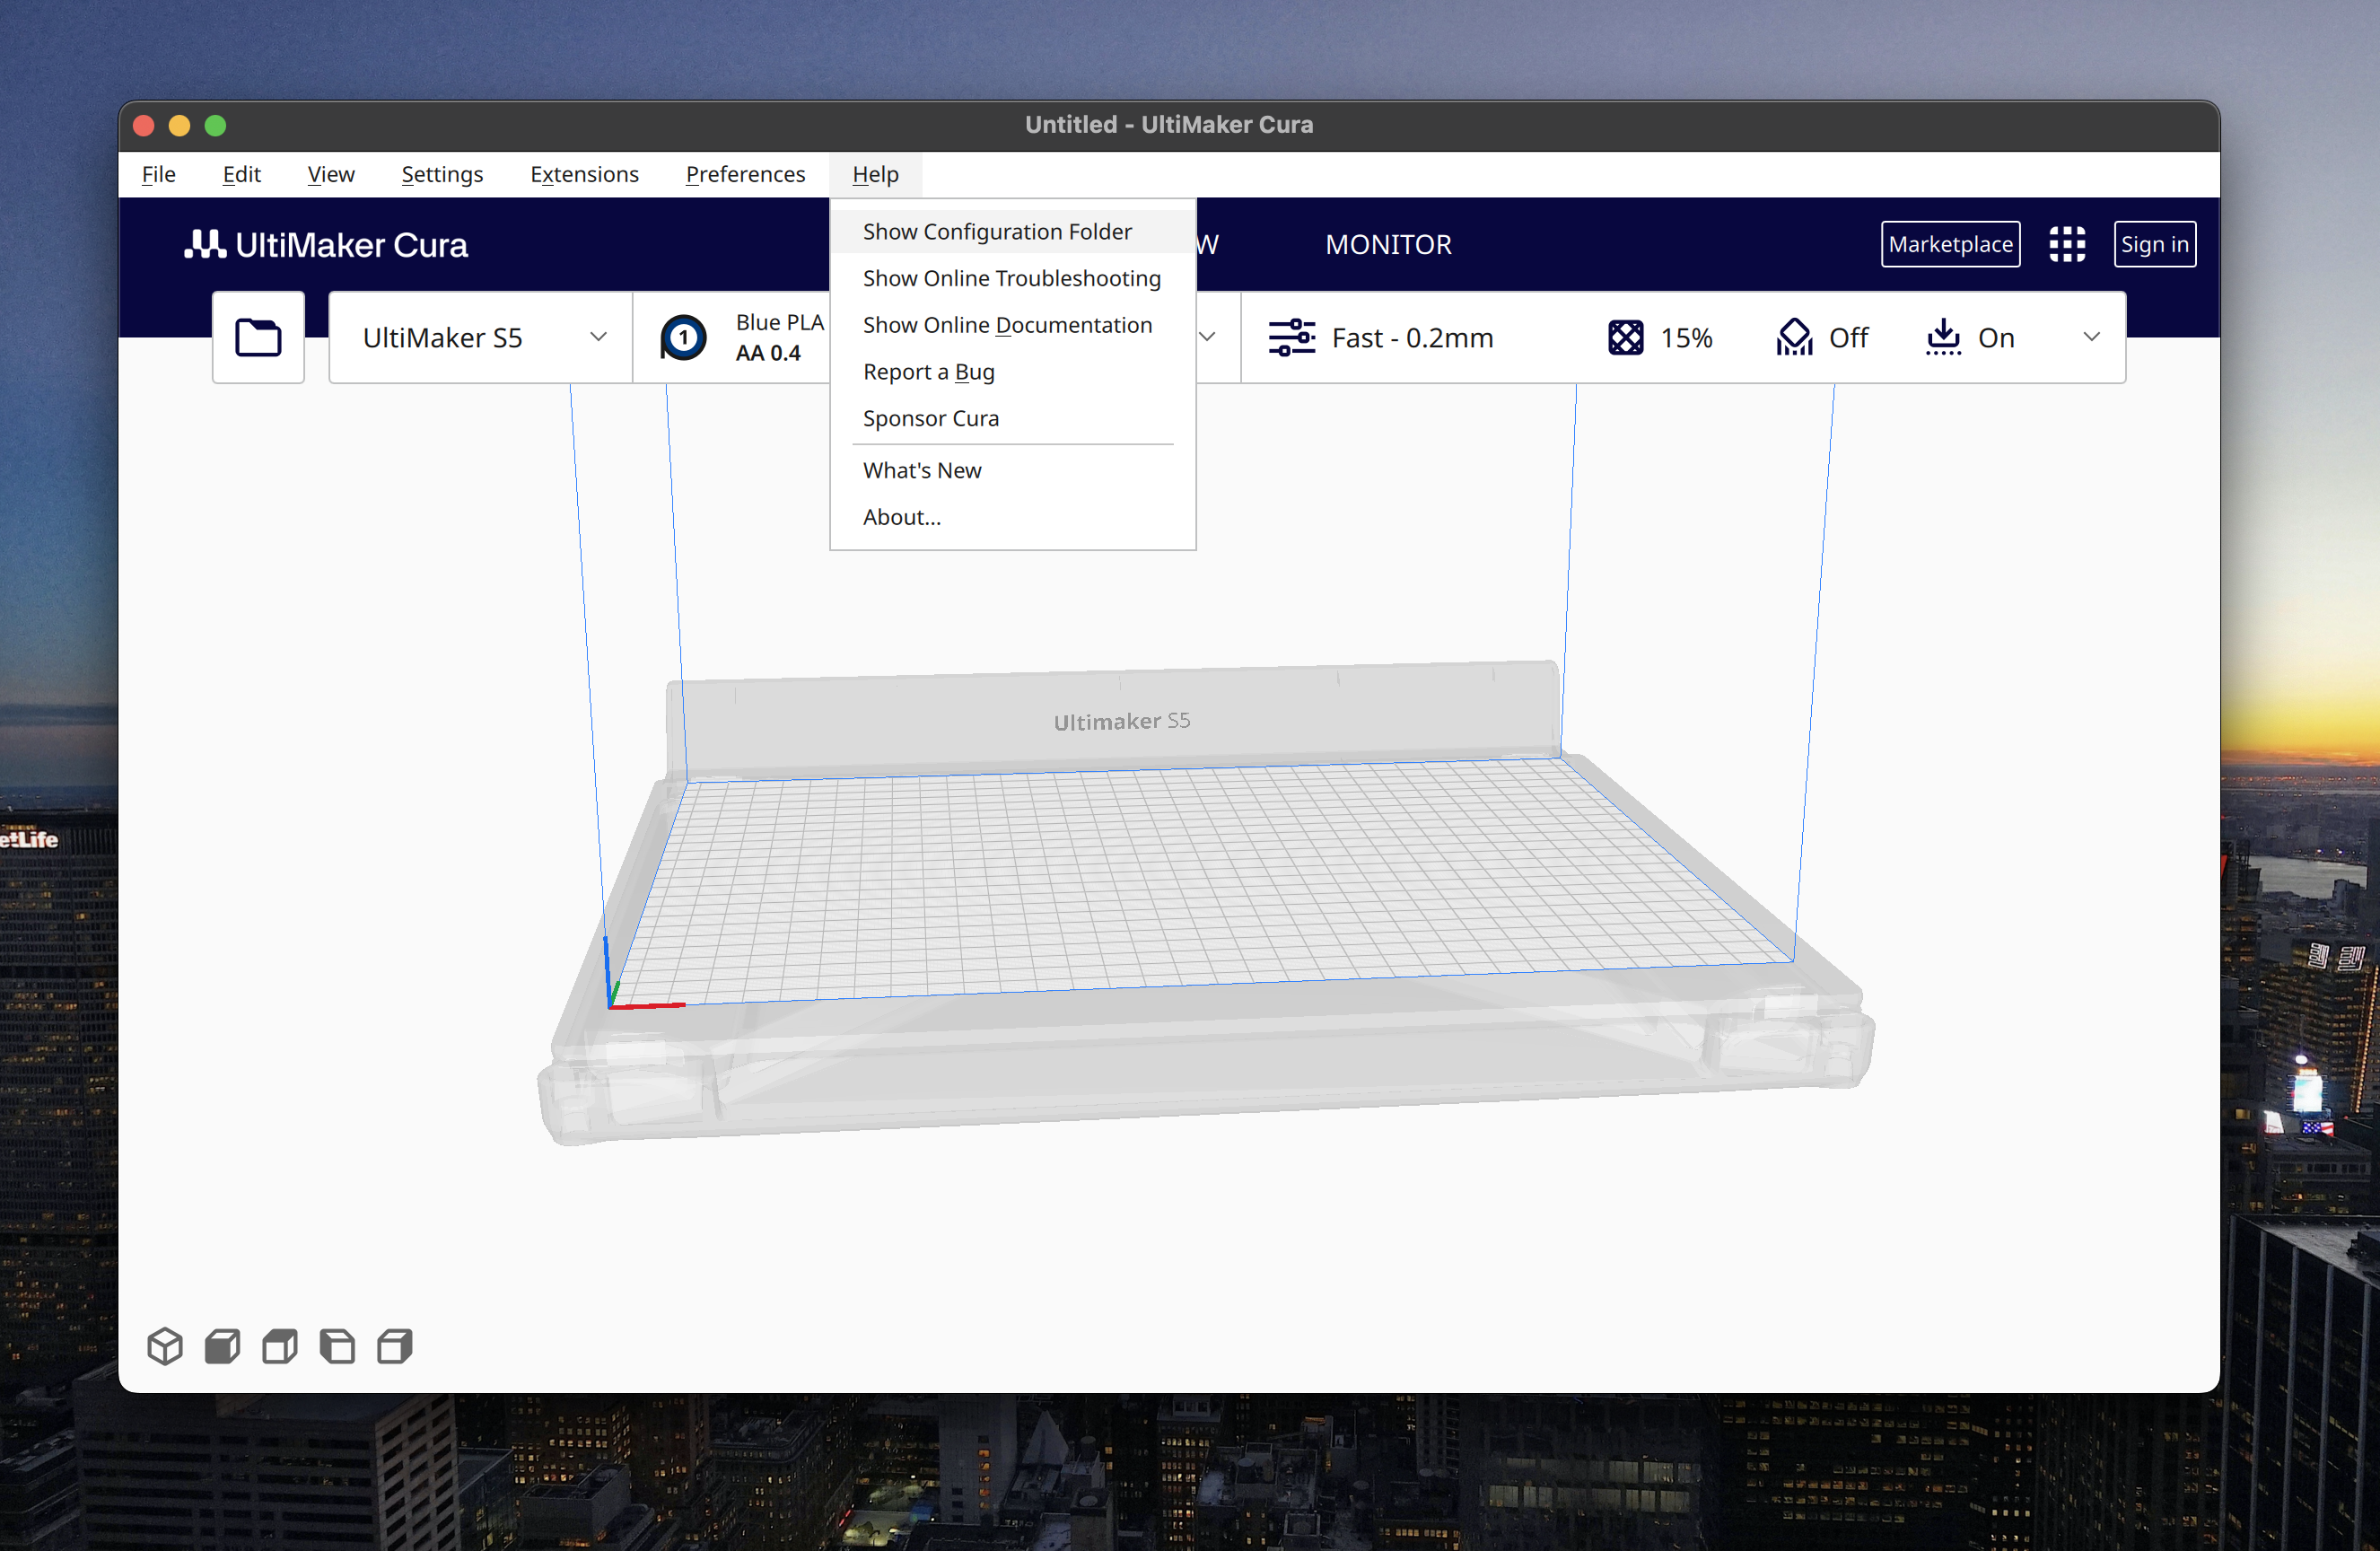 Untitled - UltiMaker Cura
File Edit View Settings Extensions Preferences Help
UltiMaker Cura
W
MONITOR
Marketplace
Sign in
Show Configuration Folder
Show Online Troubleshooting
Show Online Documentation
Report a Bug
Sponsor Cura
What's New
About...
UltiMaker S5
1
Blue PLA
AA 0.4
Fast - 0.2mm
15%
Off
On
Ultimaker S5
etLife